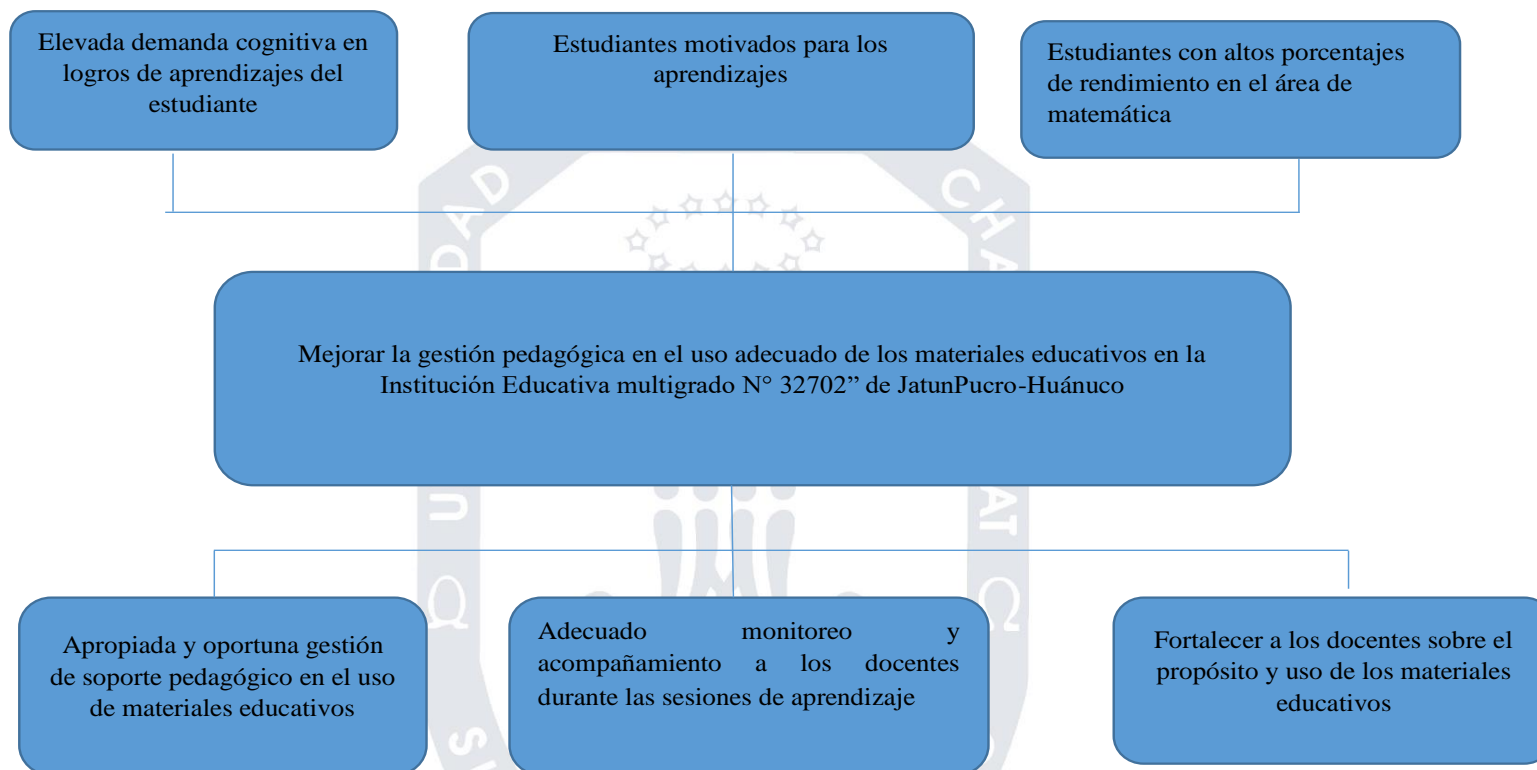 Elevada demanda cognitiva en
logros de aprendizajes del
estudiante
Estudiantes motivados para los
aprendizajes
Estudiantes con altos porcentajes
de rendimiento en el área de
matemática
Mejorar la gestión pedagógica en el uso adecuado de los materiales educativos en la
Institución Educativa multigrado N° 32702” de JatunPucro-Huánuco
Apropiada y oportuna gestión
de soporte pedagógico en el uso
de materiales educativos
Adecuado monitoreo y
acompañamiento a los docentes
durante las sesiones de aprendizaje
Fortalecer a los docentes sobre el
propósito y uso de los materiales
educativos